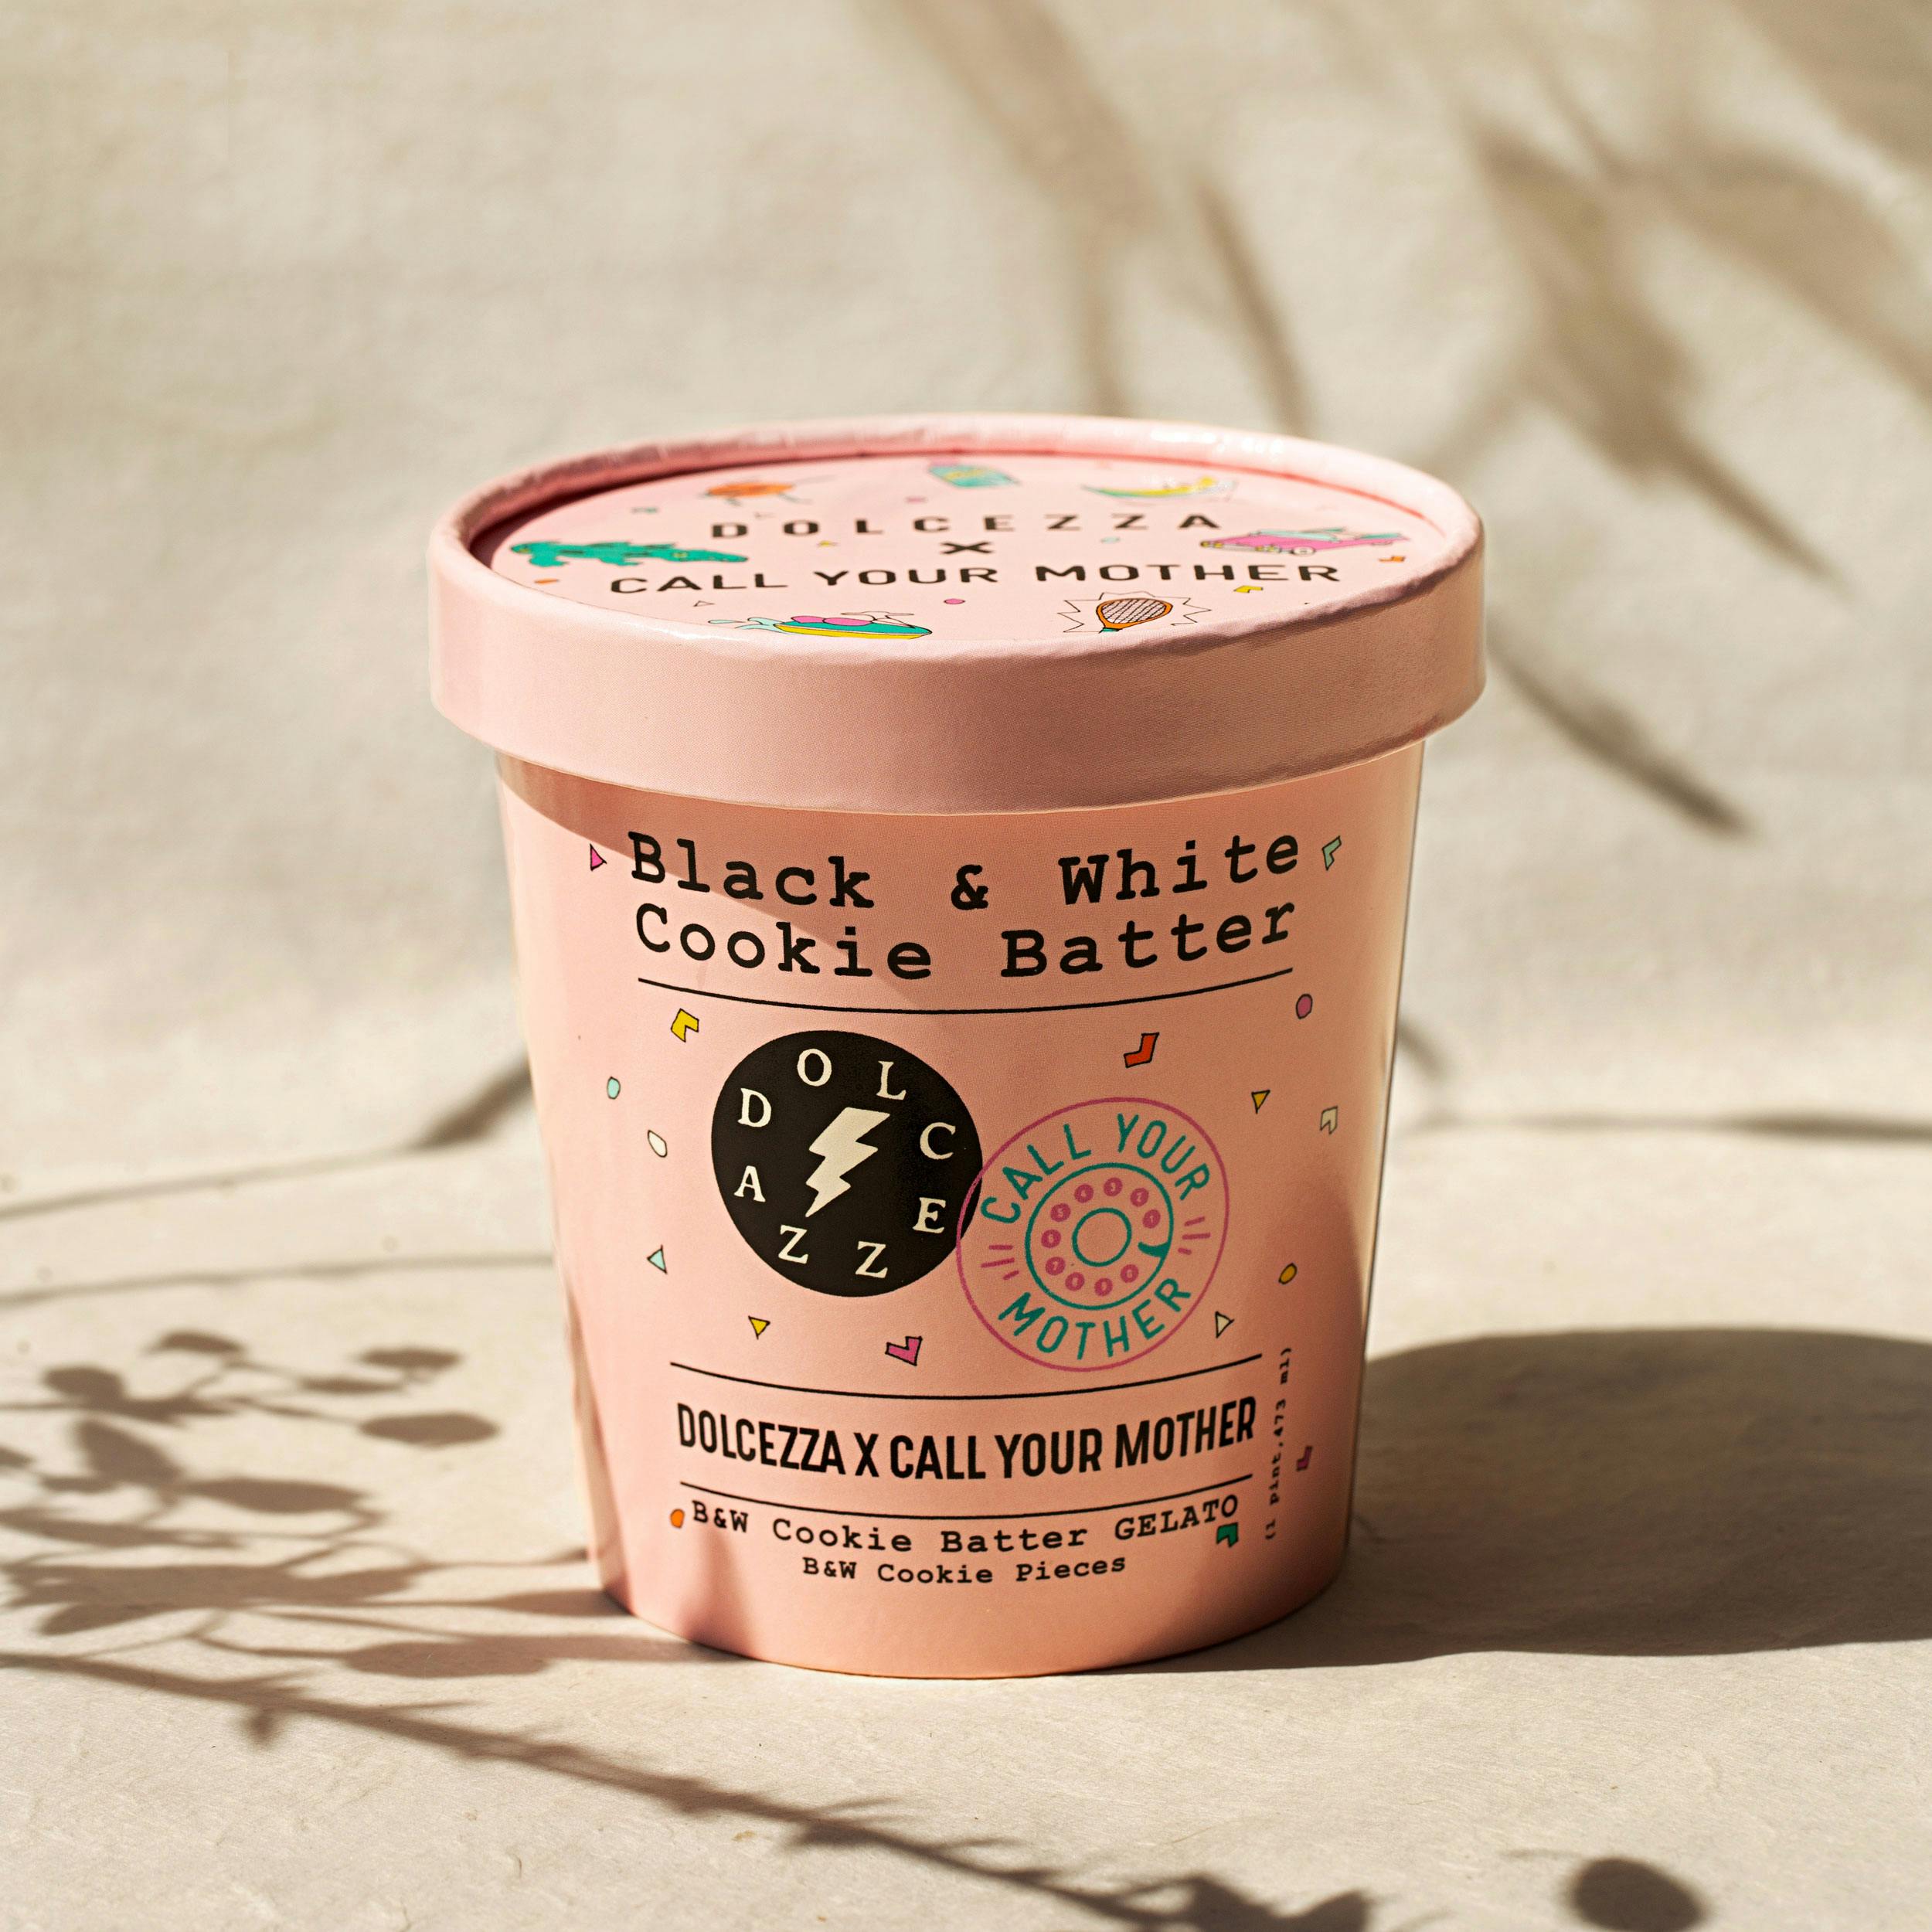 DOLCEZZA
X
CALL YOUR MOTHER
Black & White
Cookie Batter
DOLCEZZA
CALL YOUR
MOTHER
DOLCEZZA X CALL YOUR MOTHER
(1 pint,473 ml)
B&W Cookie Batter GELATO
B&W Cookie Pieces